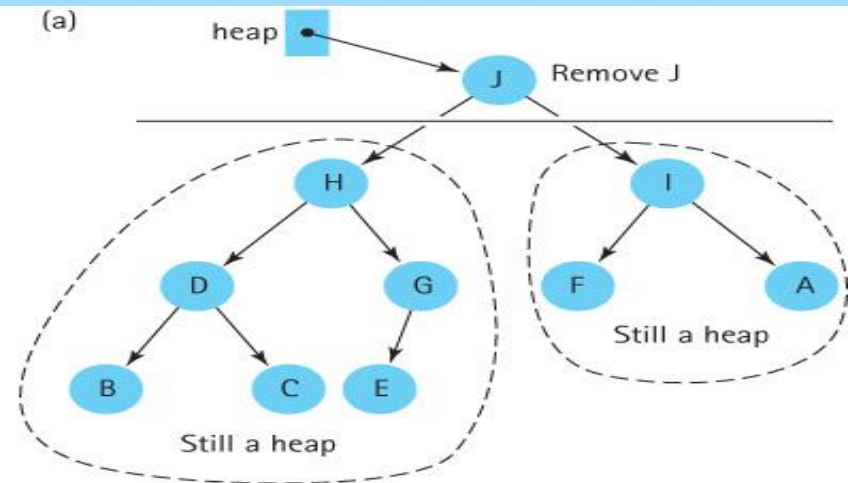 (a)
heap
J Remove J
H I
D G F A
Still a heap
B C E
Still a heap